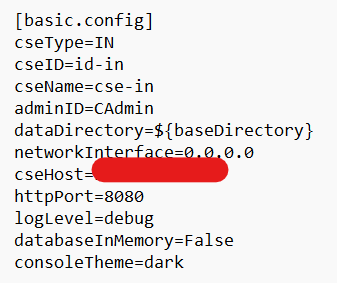 [basic.config]
cseType=IN
cseID=id-in
cseName=cse-in
adminID=CAdmin
dataDirectory=${baseDirectory}
networkInterface=0.0.0.0
cseHost=
httpPort=8080
logLevel=debug
databaseInMemory=False
consoleTheme=dark